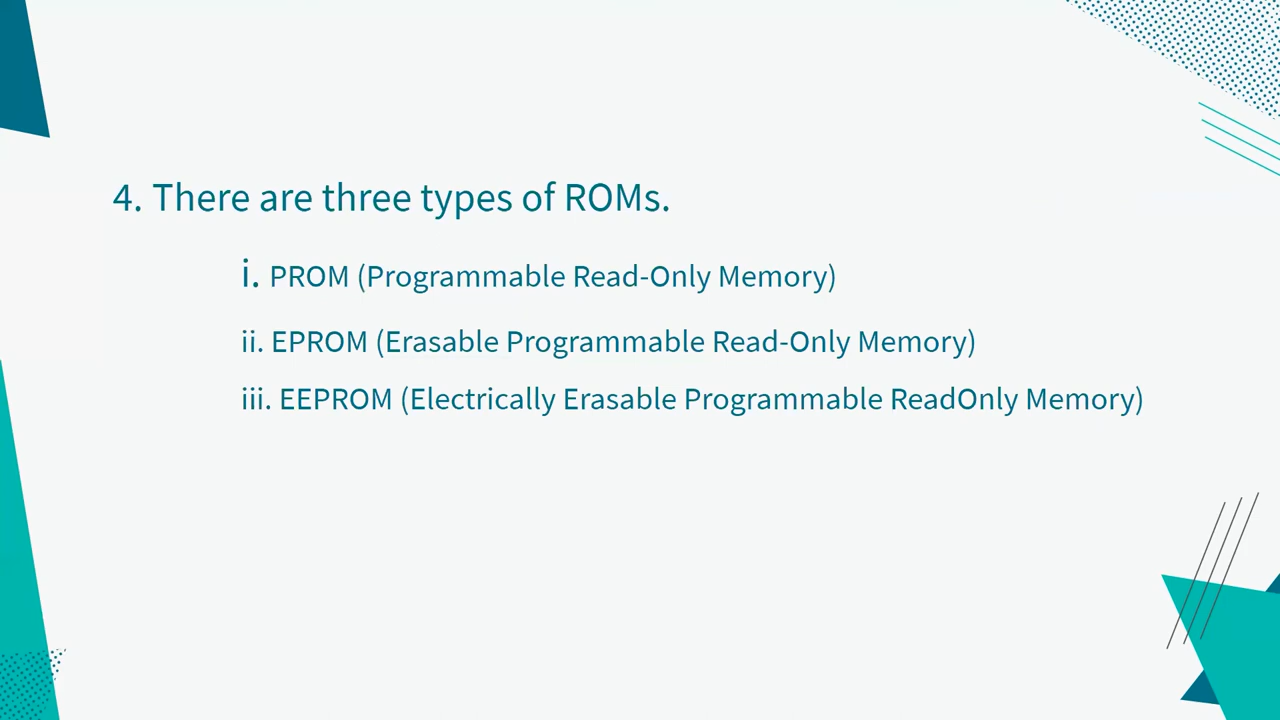 4. There are three types of ROMs.
i. PROM (Programmable Read-Only Memory)
ii. EPROM (Erasable Programmable Read-Only Memory)
iii. EEPROM (Electrically Erasable Programmable ReadOnly Memory)